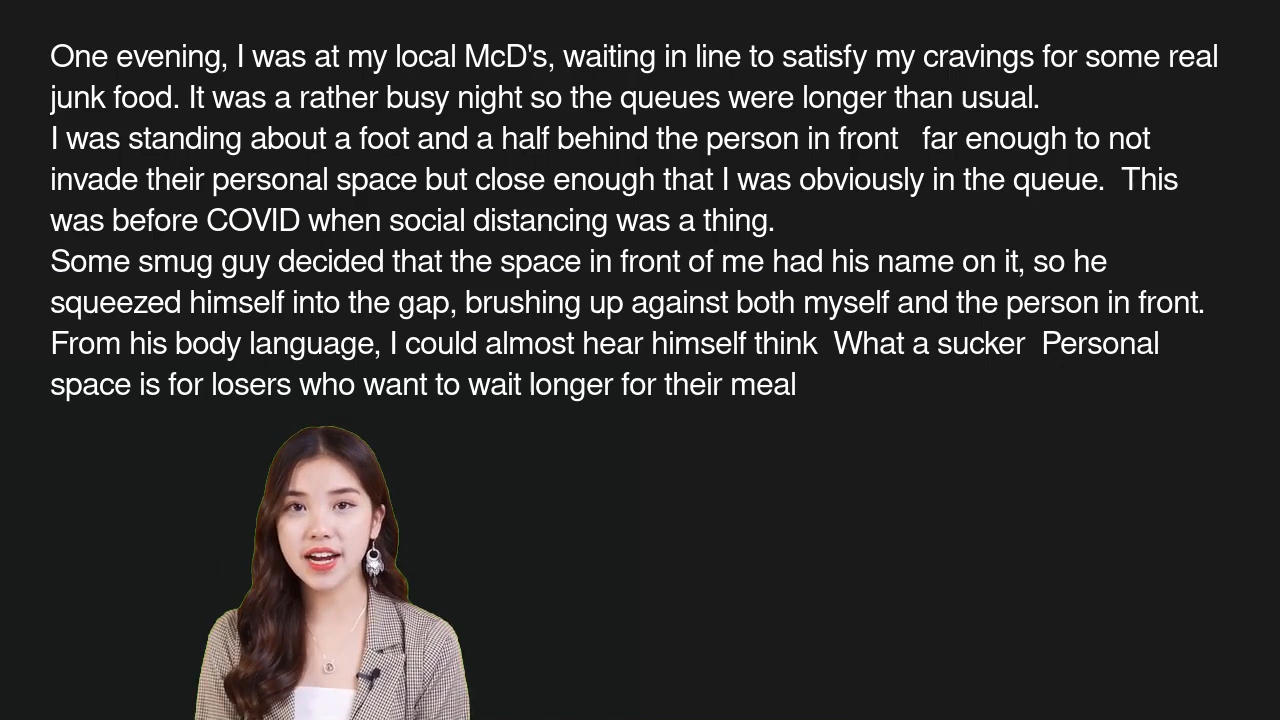 One evening, I was at my local McD's, waiting in line to satisfy my cravings for some real
junk food. It was a rather busy night so the queues were longer than usual.
I was standing about a foot and a half behind the person in front   far enough to not
invade their personal space but close enough that I was obviously in the queue.  This
was before COVID when social distancing was a thing.
Some smug guy decided that the space in front of me had his name on it, so he
squeezed himself into the gap, brushing up against both myself and the person in front.
From his body language, I could almost hear himself think  What a sucker  Personal
space is for losers who want to wait longer for their meal